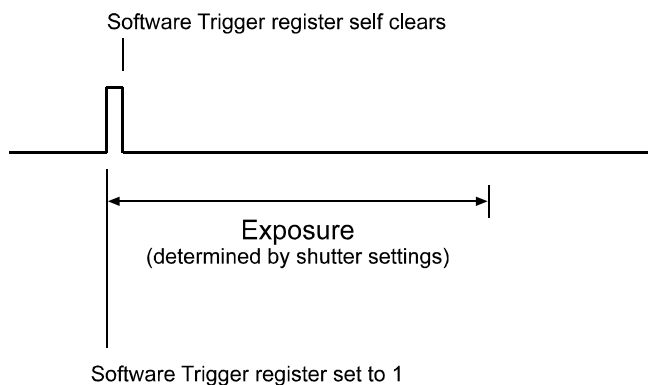 Software Trigger register self clears
Exposure
(determined by shutter settings)
Software Trigger register set to 1